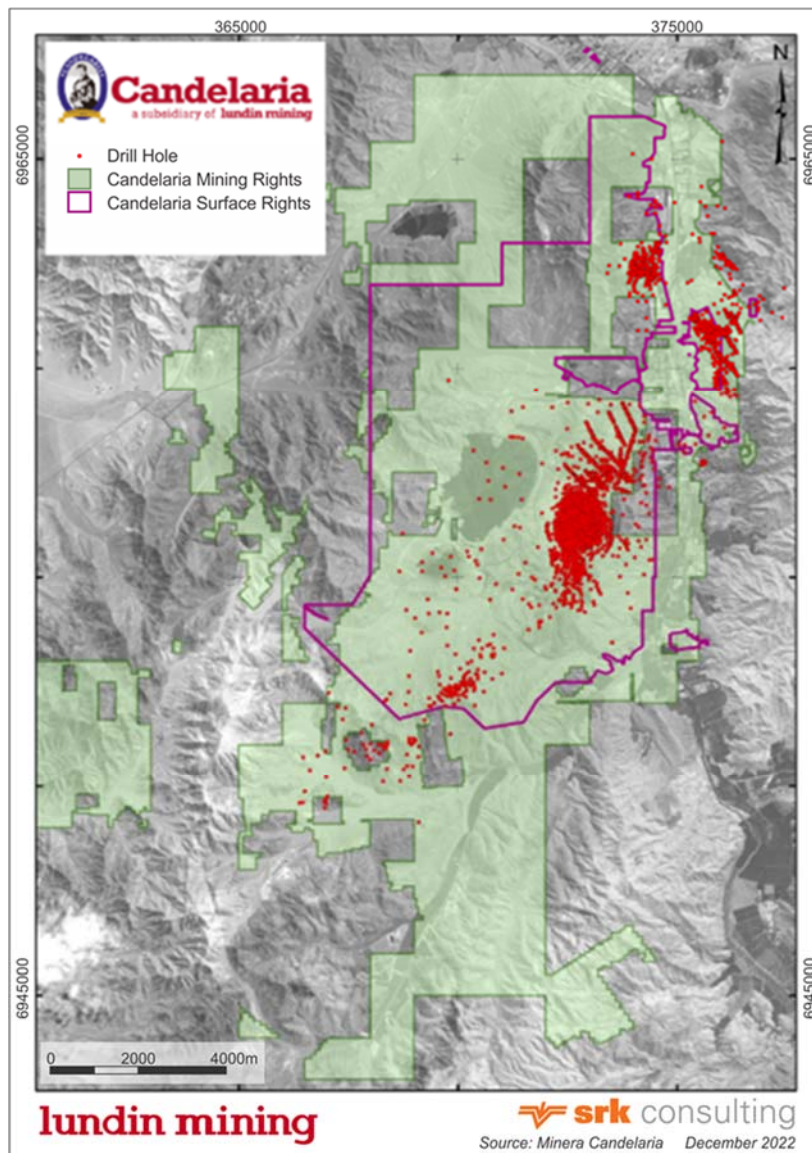 365000 375000
Candelaria
a subsidiary of lundin mining
N
Drill Hole
Candelaria Mining Rights
Candelaria Surface Rights
6965000 6965000
6945000 6945000
0 2000 4000m
lundin mining
srk consulting
Source: Minera Candelaria December 2022